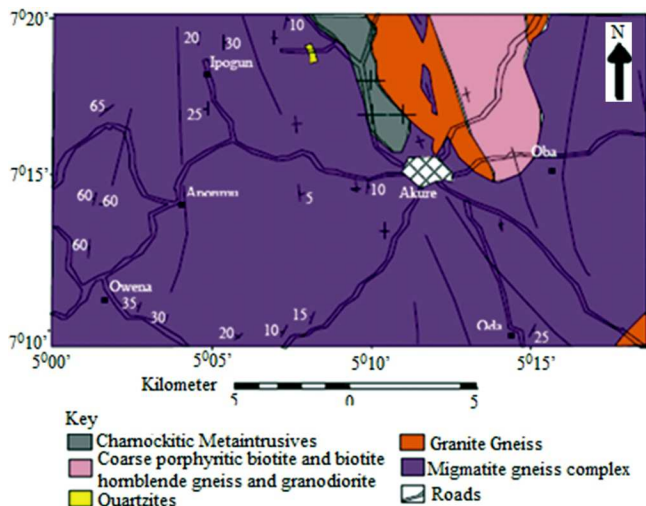 7⁰20'
10
20
30
Ipogun
N
65
25
7⁰15'
Oba
10
Akure
60
60
5
Aponmu
60
Owena
35
30
15
20
10
Oda
25
7⁰10'
5⁰00' 5⁰05' 5⁰10' 5⁰15'
Kilometer
5 0 5
Key
Charnockitic Metaintrusives
Coarse porphyritic biotite and biotite
hornblende gneiss and granodiorite
Quartzites
Granite Gneiss
Migmatite gneiss complex
Roads